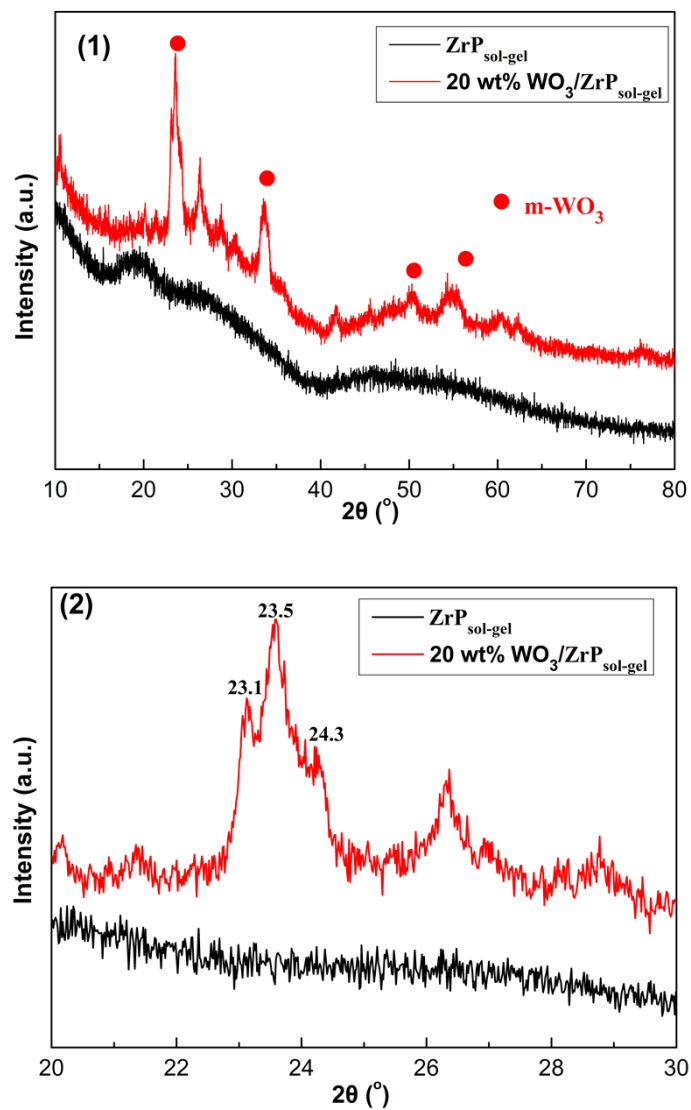 (1)
ZrPsol-gel
20 wt% WO3/ZrPsol-gel
m-WO3
Intensity (a.u.)
10 20 30 40 50 60 70 80
2θ (°)
(2)
ZrPsol-gel
20 wt% WO3/ZrPsol-gel
23.5
23.1
24.3
Intensity (a.u.)
20 22 24 26 28 30
2θ (°)